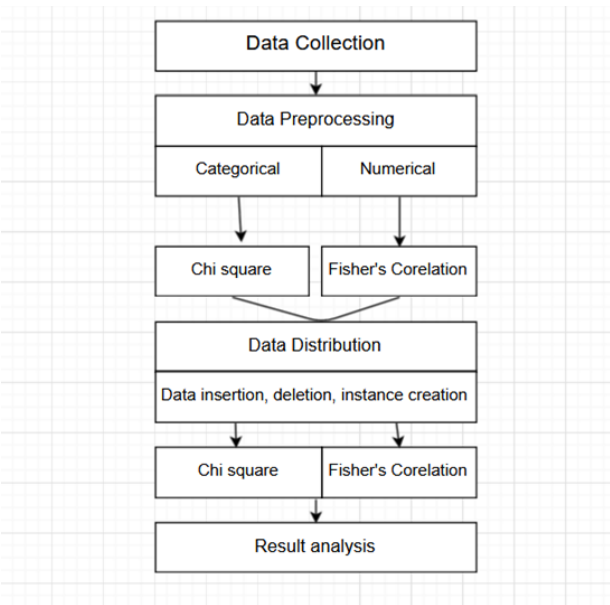 Data Collection
Data Preprocessing
Categorical Numerical
Chi square Fisher's Corelation
Data Distribution
Data insertion, deletion, instance creation
Chi square Fisher's Corelation
Result analysis